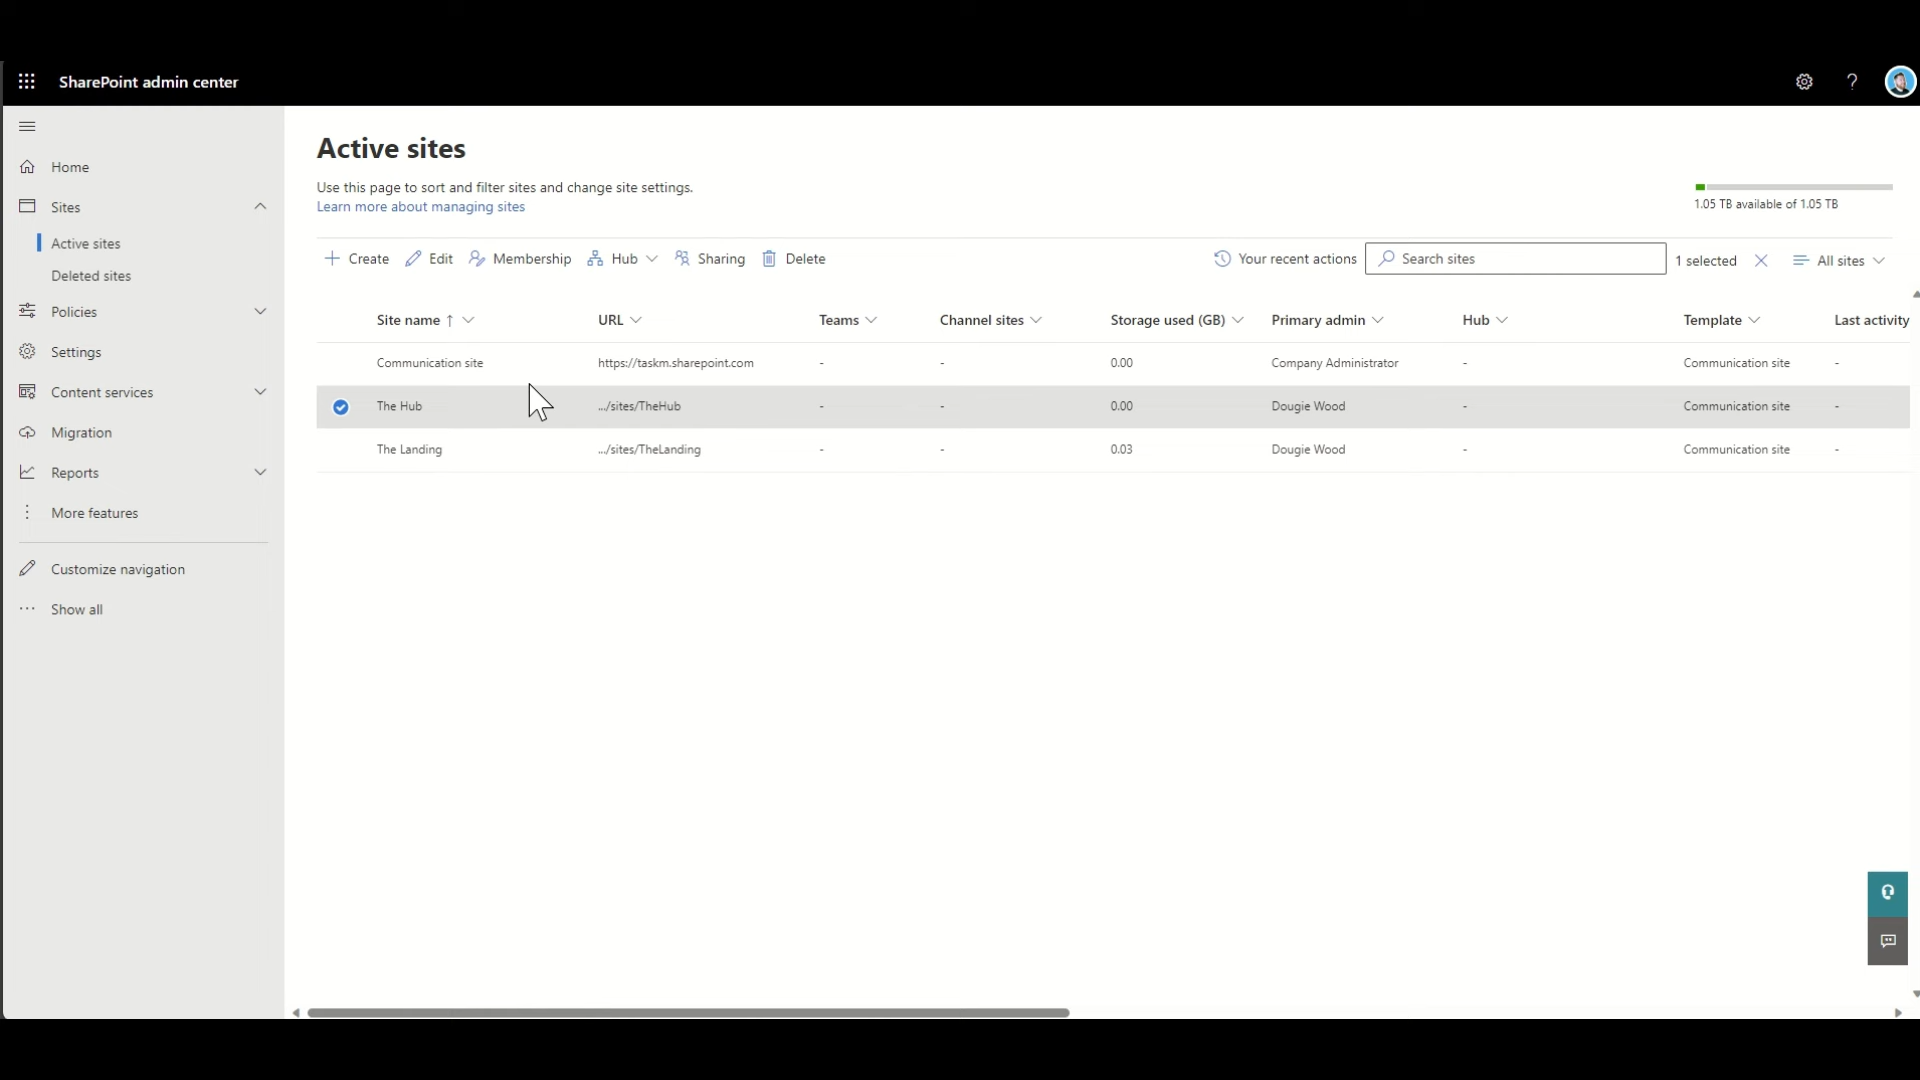 SharePoint admin center
?
Home
Sites
Active sites
Deleted sites
Policies
Settings
Content services
Migration
Reports
More features
Customize navigation
Show all
Active sites
Use this page to sort and filter sites and change site settings.
Learn more about managing sites
1.05 TB available of 1.05 TB
Create Edit Membership Hub Sharing Delete Your recent actions Search sites 1 selected All sites
Site name ↑ URL Teams Channel sites Storage used (GB) Primary admin Hub Template Last activity
Communication site https://taskm.sharepoint.com - - 0.00 Company Administrator - Communication site -
The Hub .../sites/TheHub - - 0.00 Dougie Wood - Communication site -
The Landing .../sites/TheLanding - - 0.03 Dougie Wood - Communication site -